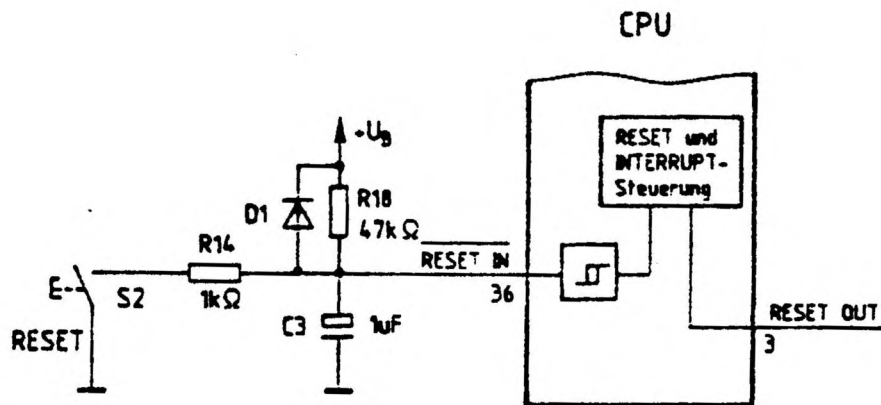 CPU
+U_B
RESET und
INTERRUPT-
Steuerung
D1
R18
47kΩ
R14
1kΩ
RESET IN
36
E
S2
RESET
C3
1uF
RESET OUT
3